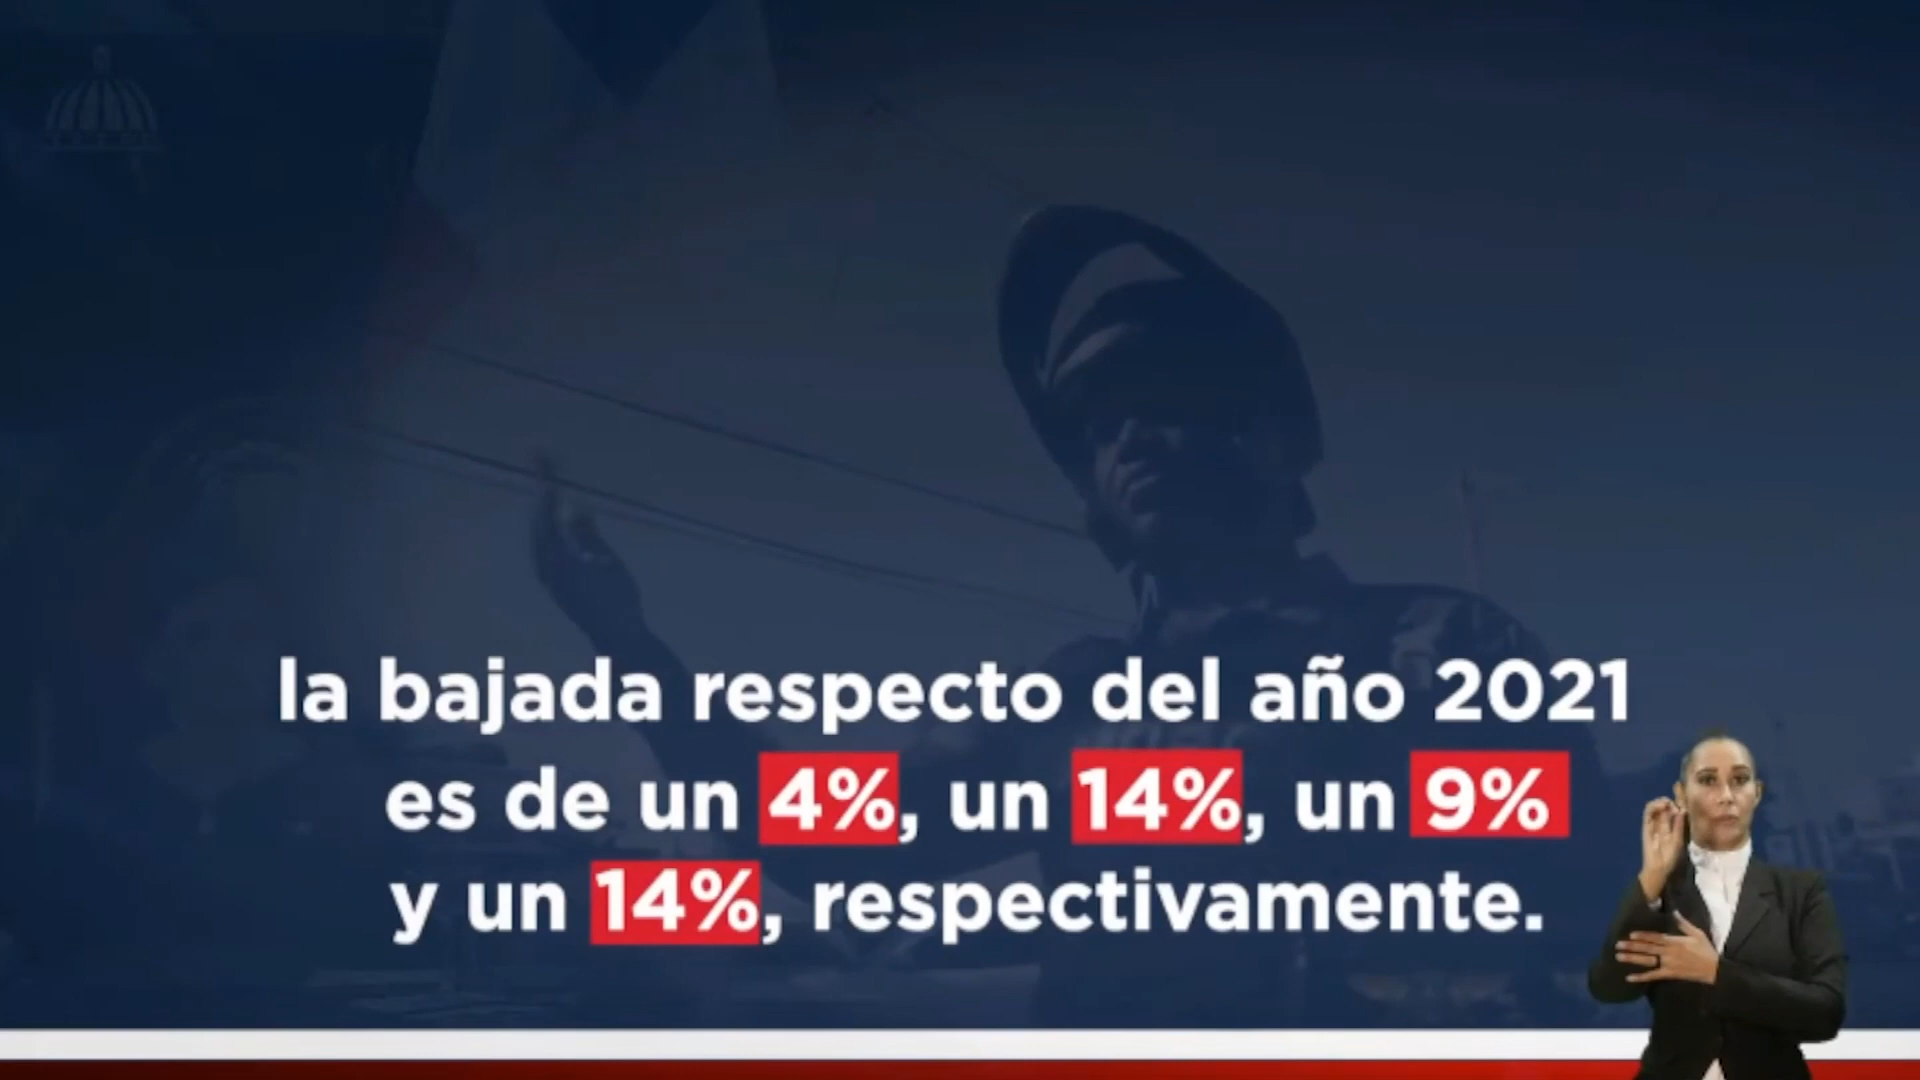 la bajada respecto del año 2021
es de un 4%, un 14%, un 9%
y un 14%, respectivamente.